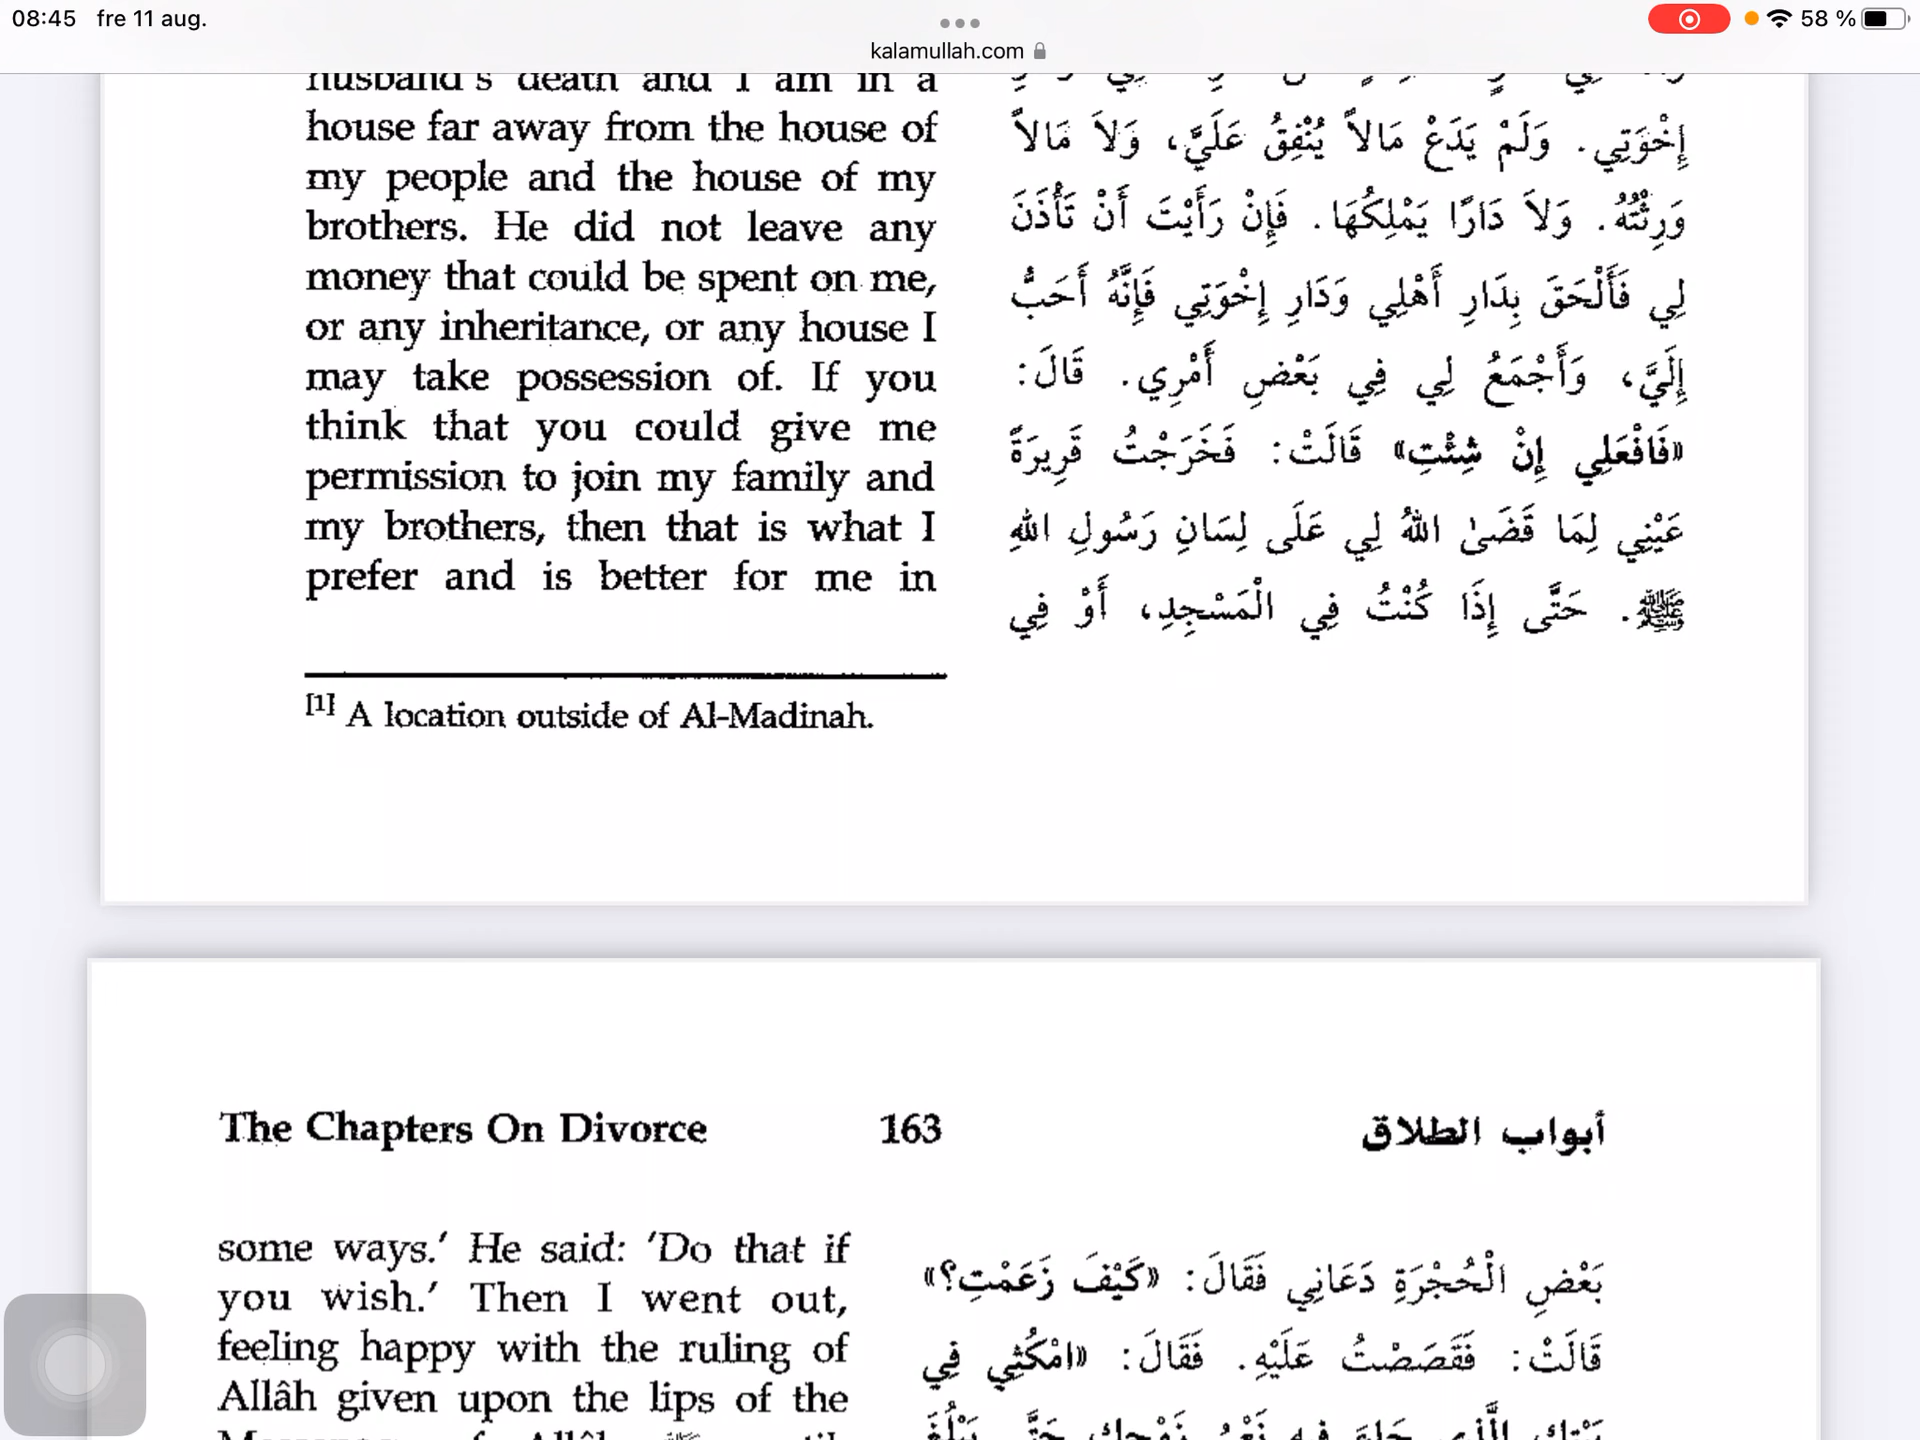 08:45 fre 11 aug.
58 %
kalamullah.com
husband's death and I am in a
house far away from the house of
my people and the house of my
brothers. He did not leave any
money that could be spent on me,
or any inheritance, or any house I
may take possession of. If you
think that you could give me
permission to join my family and
my brothers, then that is what I
prefer and is better for me in
إِخْوَتِي. وَلَمْ يَدَعْ مَالاً يُنْفِقُ عَلَيَّ، وَلاَ مَالاً
وَرِثْتُهُ. وَلاَ دَارًا يَمْلِكُهَا. فَإِنْ رَأَيْتَ أَنْ تَأْذَنَ
لِي فَأَلْحَقَ بِدَارِ أَهْلِي وَدَارِ إِخْوَتِي فَإِنَّهُ أَحَبُّ
إِلَيَّ، وَأَجْمَعُ لِي فِي بَعْضِ أَمْرِي. قَالَ:
«فَافْعَلِي إِنْ شِئْتِ» قَالَتْ: فَخَرَجْتُ قَرِيرَةً
عَيْنِي لِمَا قَضَىٰ اللهُ لِي عَلَى لِسَانِ رَسُولِ اللهِ
ﷺ. حَتَّى إِذَا كُنْتُ فِي الْمَسْجِدِ، أَوْ فِي
[1] A location outside of Al-Madinah.
The Chapters On Divorce 163 أبواب الطلاق
some ways.' He said: 'Do that if
you wish.' Then I went out,
feeling happy with the ruling of
Allâh given upon the lips of the
بَعْضِ الْحُجْرَةِ دَعَانِي فَقَالَ: «كَيْفَ زَعَمْتِ؟»
قَالَتْ: فَقَصَصْتُ عَلَيْهِ. فَقَالَ: «امْكُثِي فِي